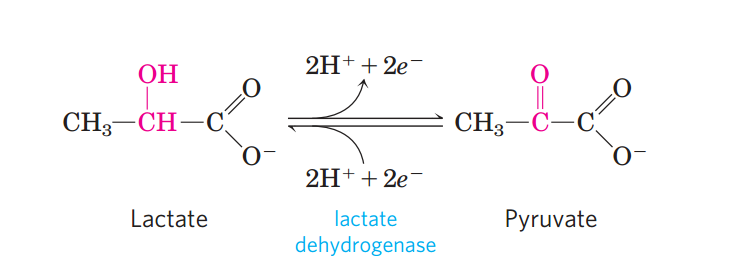 2H⁺ + 2e⁻
OH
O
O
O
CH₃—CH—C
CH₃—C—C
O⁻
O⁻
2H⁺ + 2e⁻
Lactate
lactate
dehydrogenase
Pyruvate